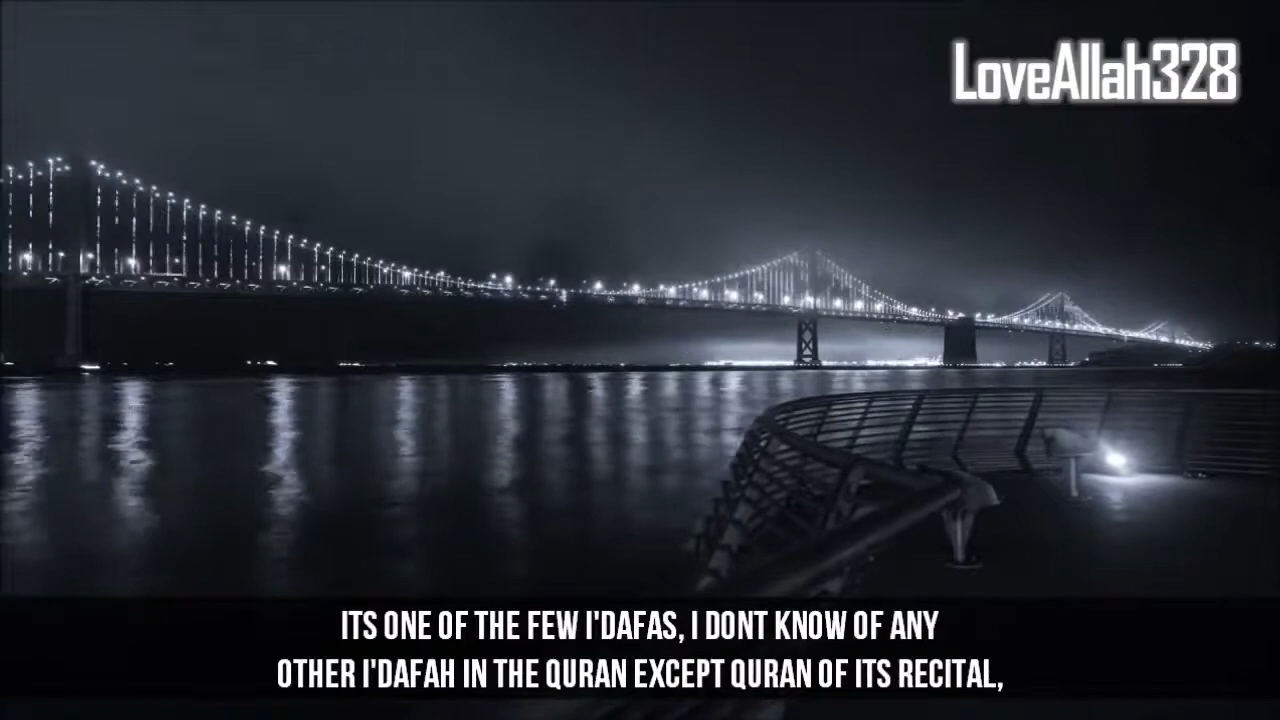 LoveAllah328
ITS ONE OF THE FEW I'DAFAS, I DONT KNOW OF ANY
OTHER I'DAFAH IN THE QURAN EXCEPT QURAN OF ITS RECITAL,